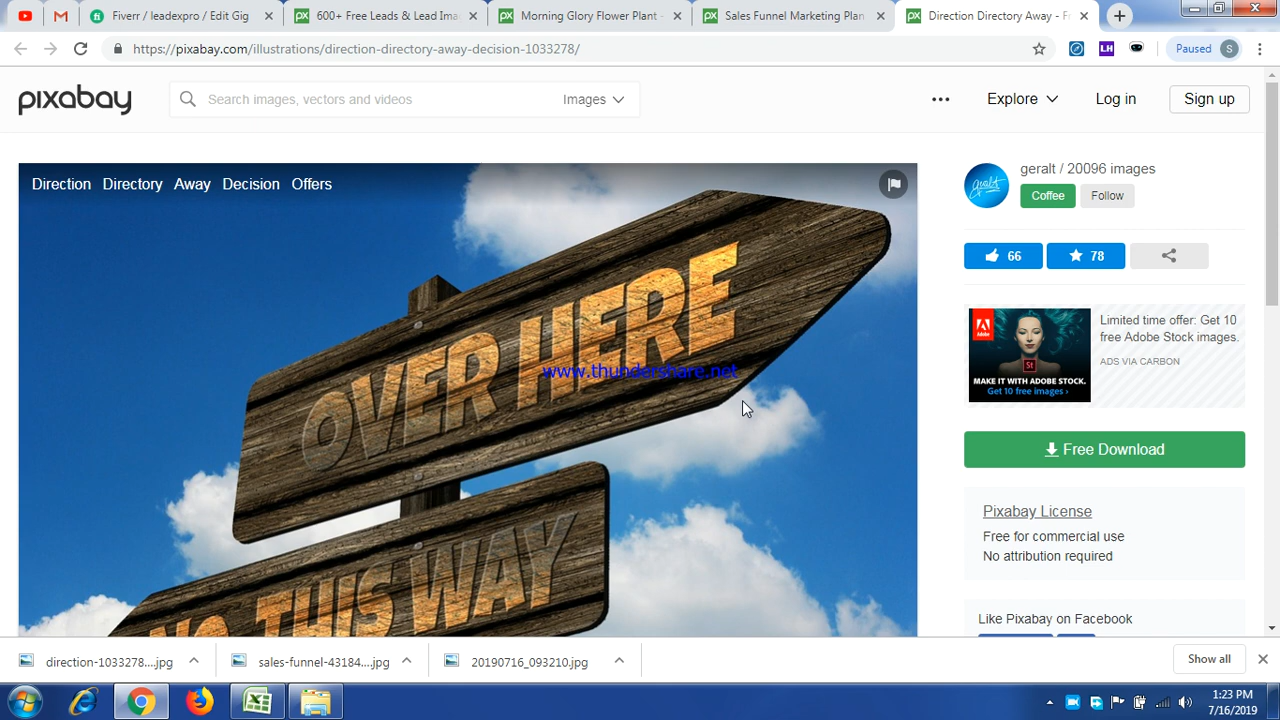 Fiverr / leadexpro / Edit Gig
600+ Free Leads & Lead Ima
Morning Glory Flower Plant -
Sales Funnel Marketing Plan
Direction Directory Away - Fr
https://pixabay.com/illustrations/direction-directory-away-decision-1033278/
LH
Paused
S
pixabay
Search images, vectors and videos
Images
Explore
Log in
Sign up
Direction Directory Away Decision Offers
OVER HERE
www.thundershare.net
NO, THIS WAY
geralt / 20096 images
Coffee
Follow
66
78
Adobe
St
MAKE IT WITH ADOBE STOCK.
Get 10 free images ›
Limited time offer: Get 10
free Adobe Stock images.
ADS VIA CARBON
Free Download
Pixabay License
Free for commercial use
No attribution required
Like Pixabay on Facebook
direction-1033278....jpg
sales-funnel-43184....jpg
20190716_093210.jpg
Show all
1:23 PM
7/16/2019